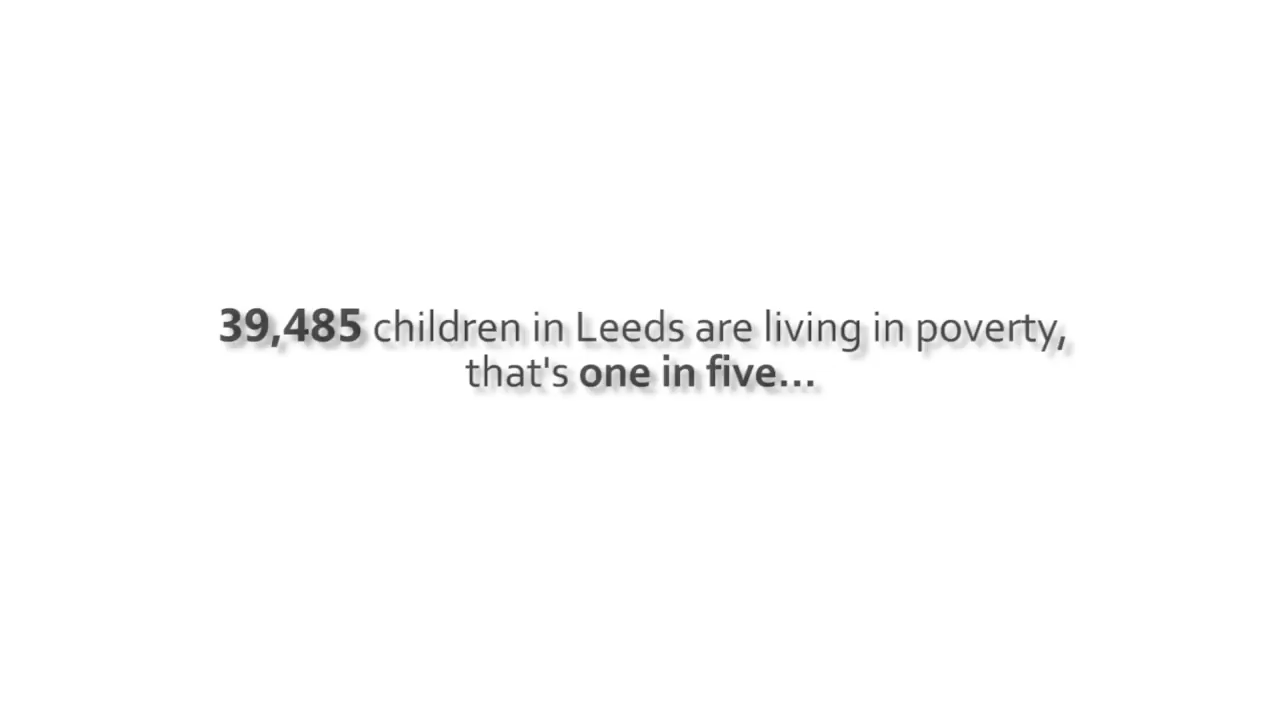 39,485 children in Leeds are living in poverty,
that's one in five...